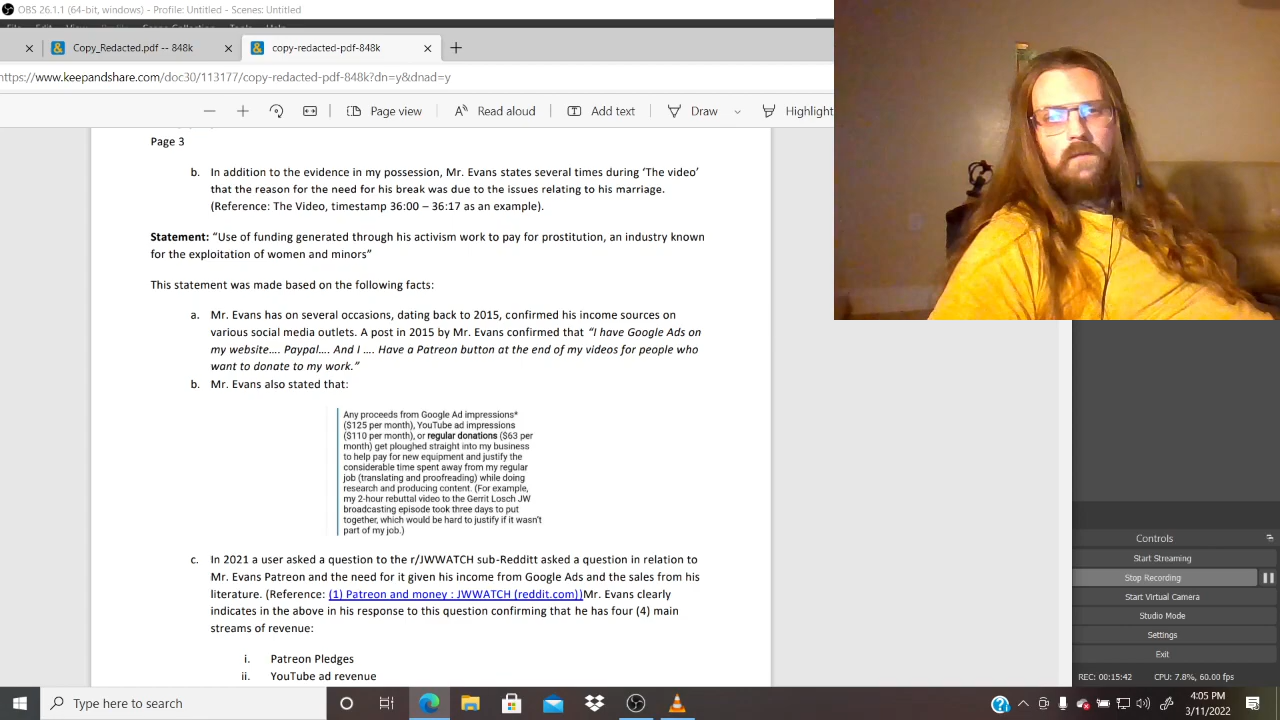 OBS 26.1.1 (64-bit, windows) - Profile: Untitled - Scenes: Untitled
Copy_Redacted.pdf -- 848k
copy-redacted-pdf-848k
https://www.keepandshare.com/doc30/113177/copy-redacted-pdf-848k?dn=y&dnad=y
Page view
Read aloud
Add text
Draw
Highlight
Page 3
b. In addition to the evidence in my possession, Mr. Evans states several times during ‘The video’
that the reason for the need for his break was due to the issues relating to his marriage.
(Reference: The Video, timestamp 36:00 – 36:17 as an example).
Statement: “Use of funding generated through his activism work to pay for prostitution, an industry known
for the exploitation of women and minors”
This statement was made based on the following facts:
a. Mr. Evans has on several occasions, dating back to 2015, confirmed his income sources on
various social media outlets. A post in 2015 by Mr. Evans confirmed that “I have Google Ads on
my website…. Paypal…. And I …. Have a Patreon button at the end of my videos for people who
want to donate to my work.”
b. Mr. Evans also stated that:
Any proceeds from Google Ad impressions*
($125 per month), YouTube ad impressions
($110 per month), or regular donations ($63 per
month) get ploughed straight into my business
to help pay for new equipment and justify the
considerable time spent away from my regular
job (translating and proofreading) while doing
research and producing content. (For example,
my 2-hour rebuttal video to the Gerrit Losch JW
broadcasting episode took three days to put
together, which would be hard to justify if it wasn't
part of my job.)
c. In 2021 a user asked a question to the r/JWWATCH sub-Redditt asked a question in relation to
Mr. Evans Patreon and the need for it given his income from Google Ads and the sales from his
literature. (Reference: (1) Patreon and money : JWWATCH (reddit.com))Mr. Evans clearly
indicates in the above in his response to this question confirming that he has four (4) main
streams of revenue:
i. Patreon Pledges
ii. YouTube ad revenue
Controls
Start Streaming
Stop Recording
Start Virtual Camera
Studio Mode
Settings
Exit
REC: 00:15:42 CPU: 7.8%, 60.00 fps
Type here to search
4:05 PM
3/11/2022